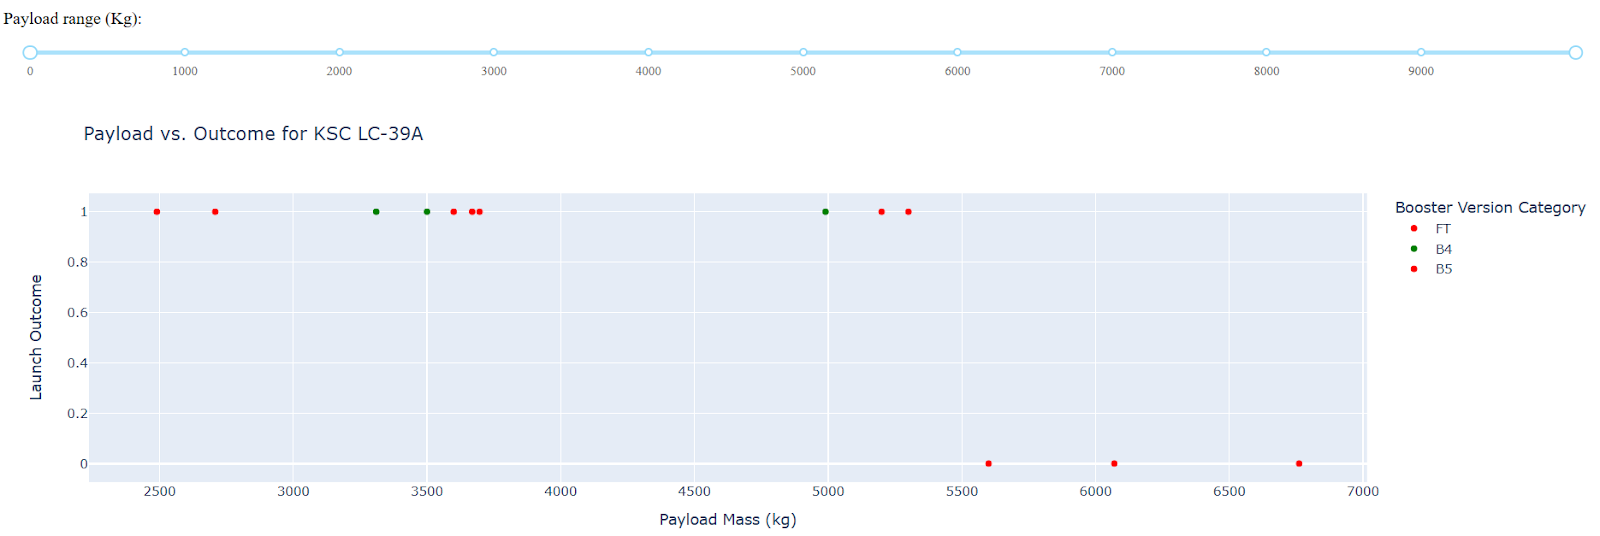 Payload range (Kg):
0 1000 2000 3000 4000 5000 6000 7000 8000 9000
Payload vs. Outcome for KSC LC-39A
Booster Version Category
FT
B4
B5
Launch Outcome
1
0.8
0.6
0.4
0.2
0
2500 3000 3500 4000 4500 5000 5500 6000 6500 7000
Payload Mass (kg)